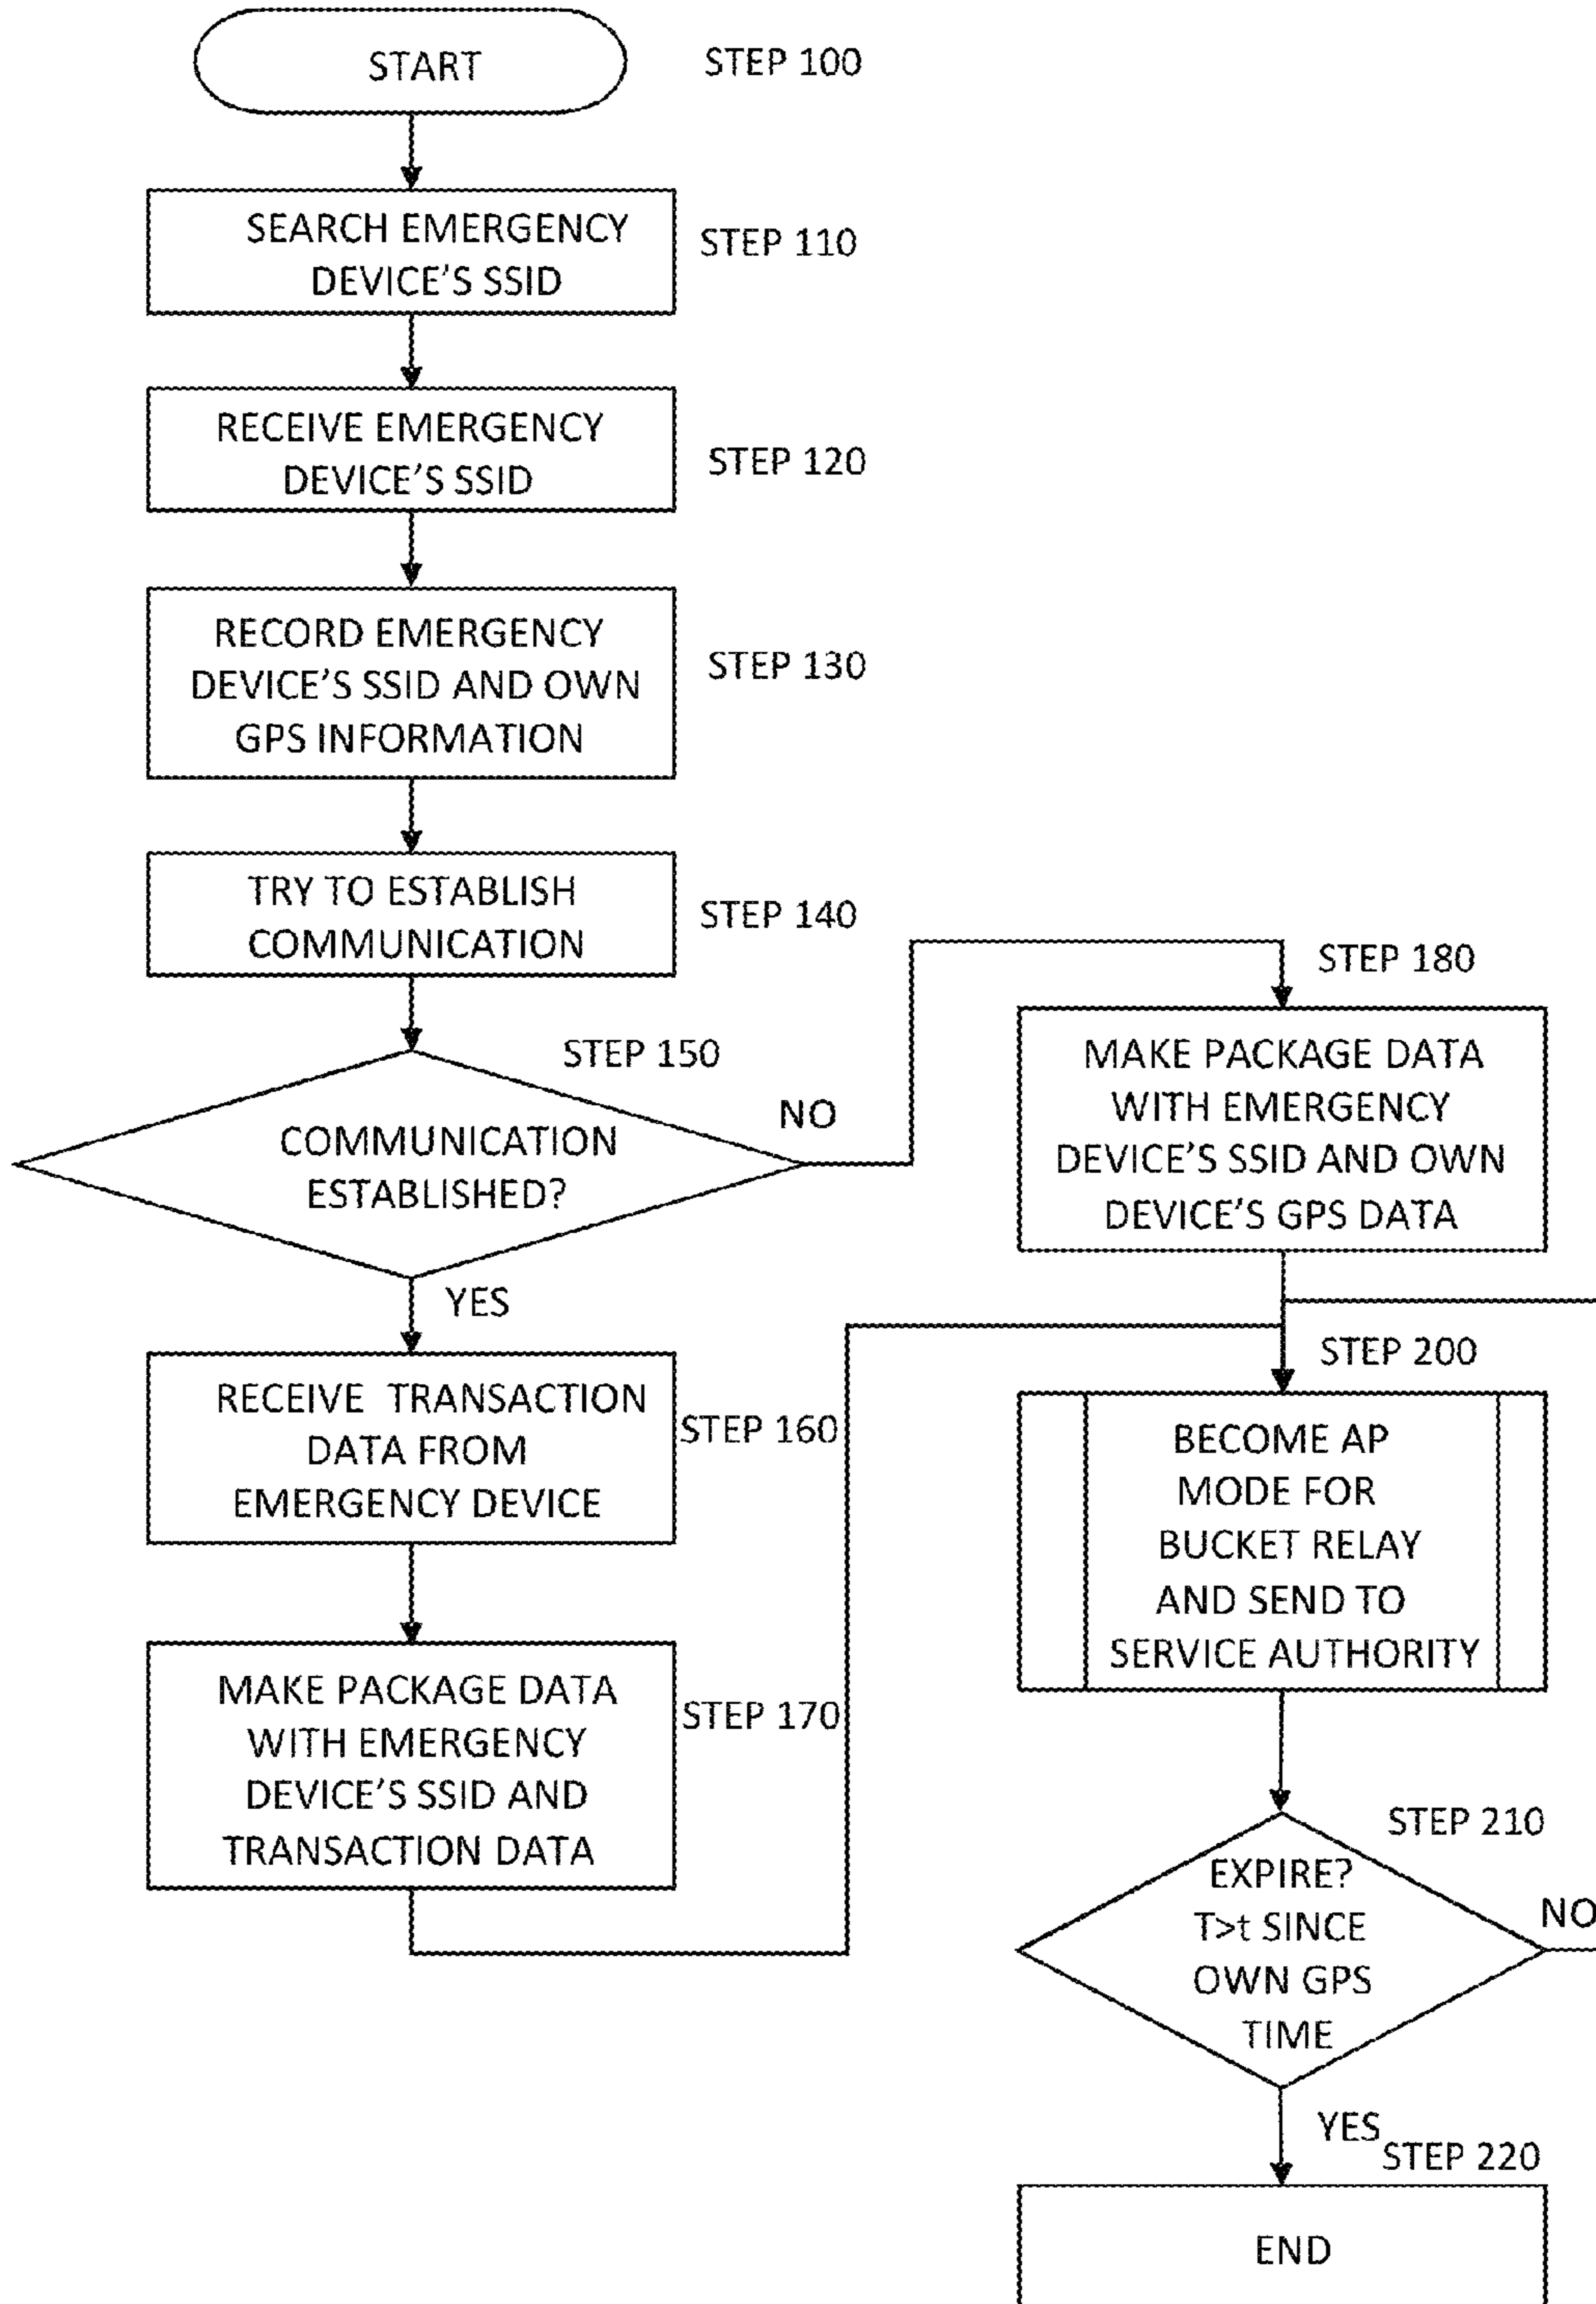 START
STEP 100
SEARCH EMERGENCY
DEVICE'S SSID
STEP 110
RECEIVE EMERGENCY
DEVICE'S SSID
STEP 120
RECORD EMERGENCY
DEVICE'S SSID AND OWN
GPS INFORMATION
STEP 130
TRY TO ESTABLISH
COMMUNICATION
STEP 140
STEP 150
COMMUNICATION
ESTABLISHED?
NO
YES
RECEIVE TRANSACTION
DATA FROM
EMERGENCY DEVICE
STEP 160
MAKE PACKAGE DATA
WITH EMERGENCY
DEVICE'S SSID AND
TRANSACTION DATA
STEP 170
STEP 180
MAKE PACKAGE DATA
WITH EMERGENCY
DEVICE'S SSID AND OWN
DEVICE'S GPS DATA
STEP 200
BECOME AP
MODE FOR
BUCKET RELAY
AND SEND TO
SERVICE AUTHORITY
STEP 210
EXPIRE?
T>t SINCE
OWN GPS
TIME
NO
YES
STEP 220
END